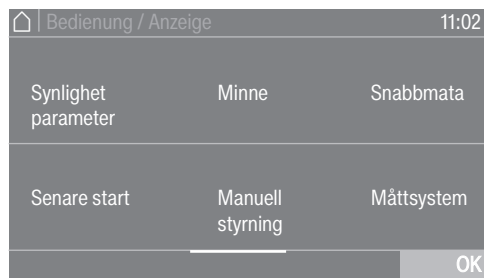 Bedienung / Anzeige 11:02
Synlighet parameter
Minne
Snabbmata
Senare start
Manuell styrning
Måttsystem
OK